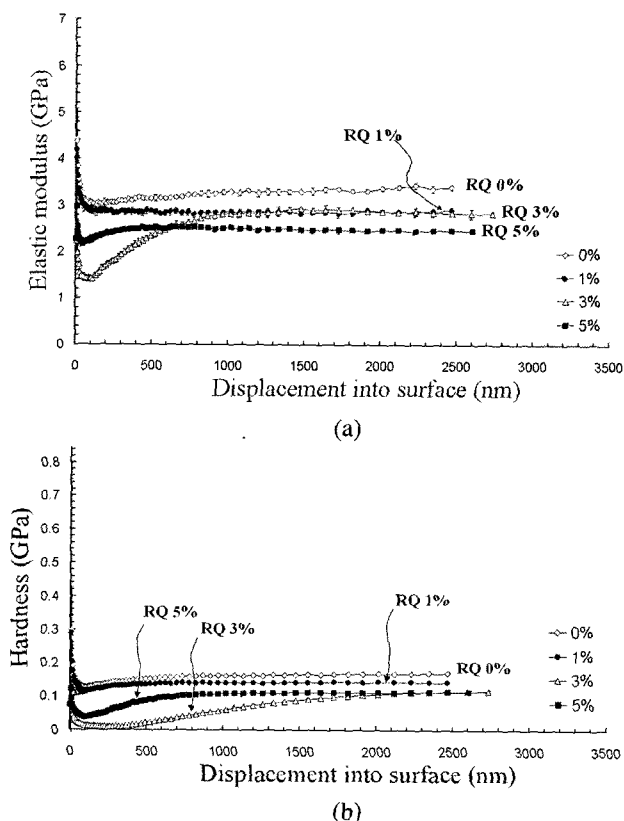 7
6
5
4
3
2
1
0
Elastic modulus (GPa)
RQ 1%
RQ 0%
RQ 3%
RQ 5%
0%
1%
3%
5%
0 500 1000 1500 2000 2500 3000 3500
Displacement into surface (nm)
(a)
0.8
0.7
0.6
0.5
0.4
0.3
0.2
0.1
0
Hardness (GPa)
RQ 5%
RQ 3%
RQ 1%
RQ 0%
0%
1%
3%
5%
0 500 1000 1500 2000 2500 3000 3500
Displacement into surface (nm)
(b)